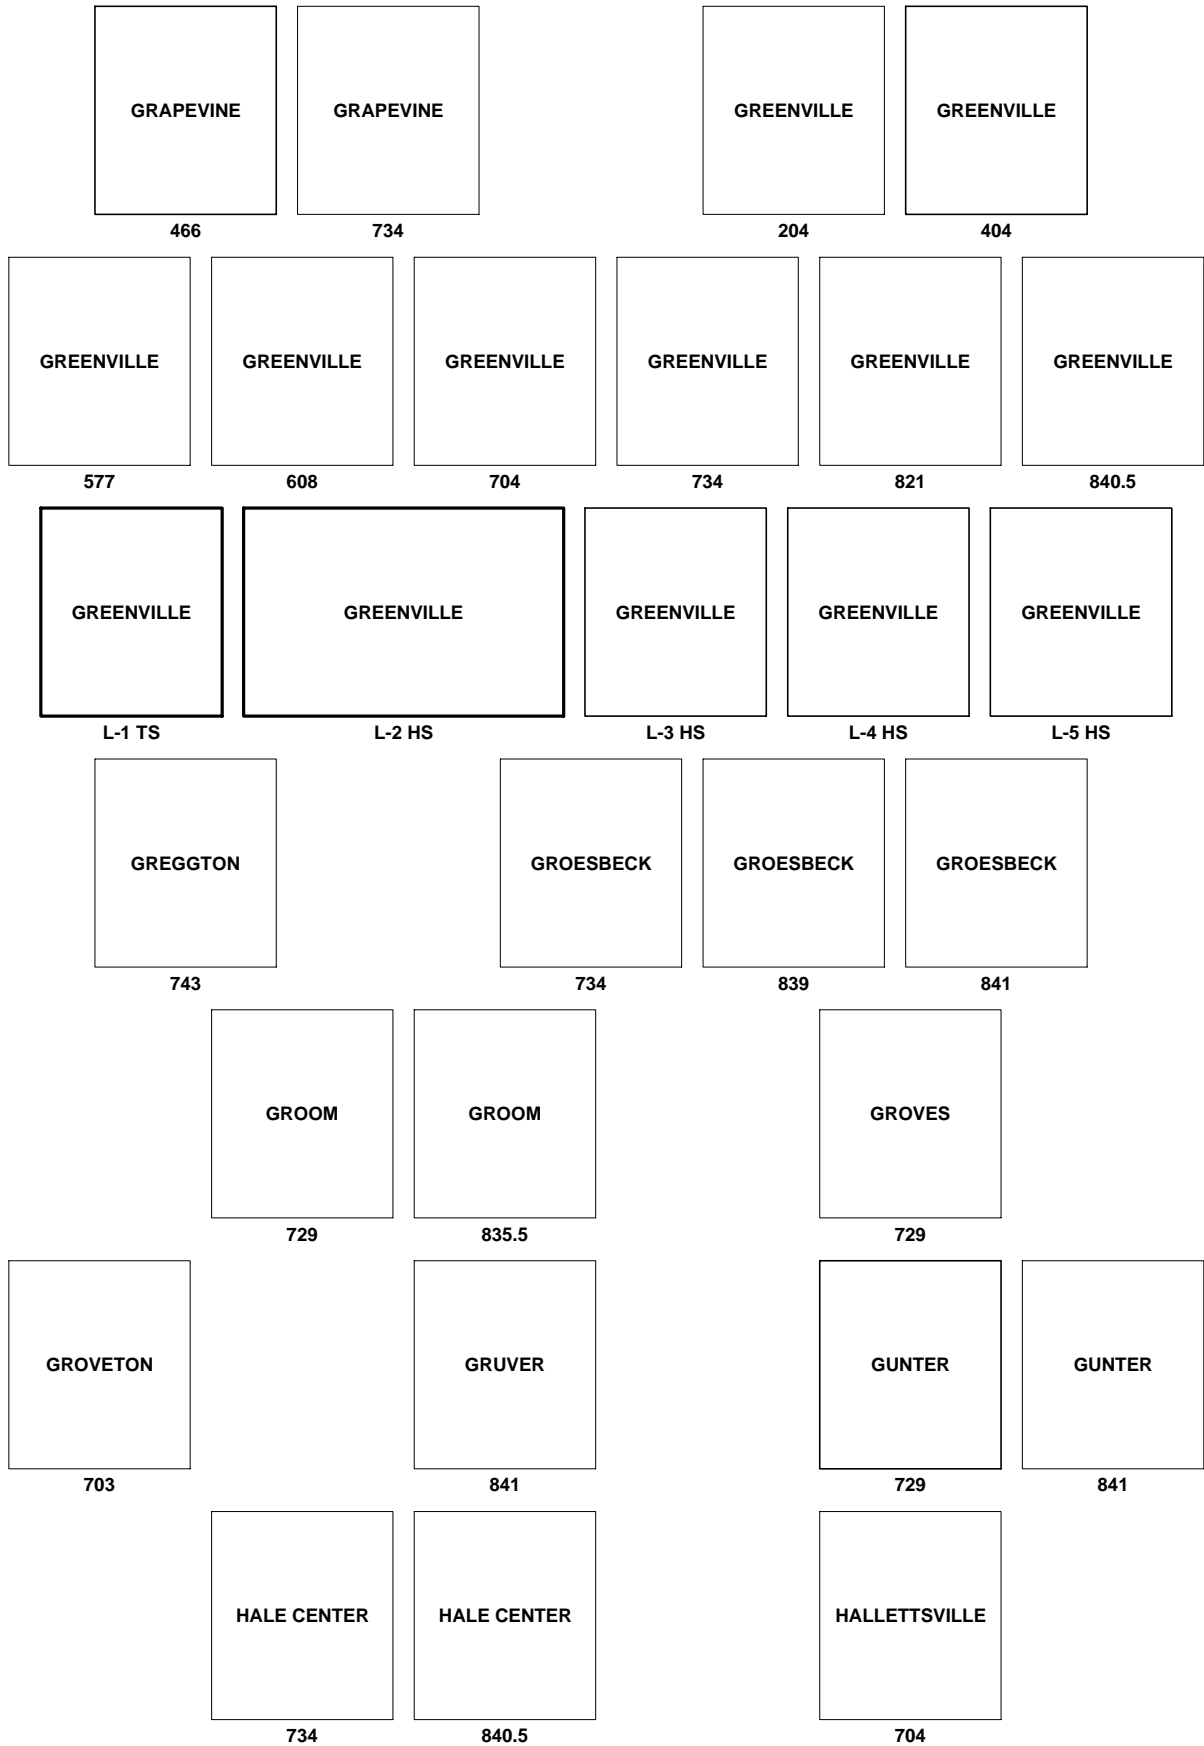 GRAPEVINE GRAPEVINE GREENVILLE GREENVILLE
466 734 204 404
GREENVILLE GREENVILLE GREENVILLE GREENVILLE GREENVILLE GREENVILLE
577 608 704 734 821 840.5
GREENVILLE GREENVILLE GREENVILLE GREENVILLE GREENVILLE
L-1 TS L-2 HS L-3 HS L-4 HS L-5 HS
GREGGTON GROESBECK GROESBECK GROESBECK
743 734 839 841
GROOM GROOM GROVES
729 835.5 729
GROVETON GRUVER GUNTER GUNTER
703 841 729 841
HALE CENTER HALE CENTER HALLETTSVILLE
734 840.5 704